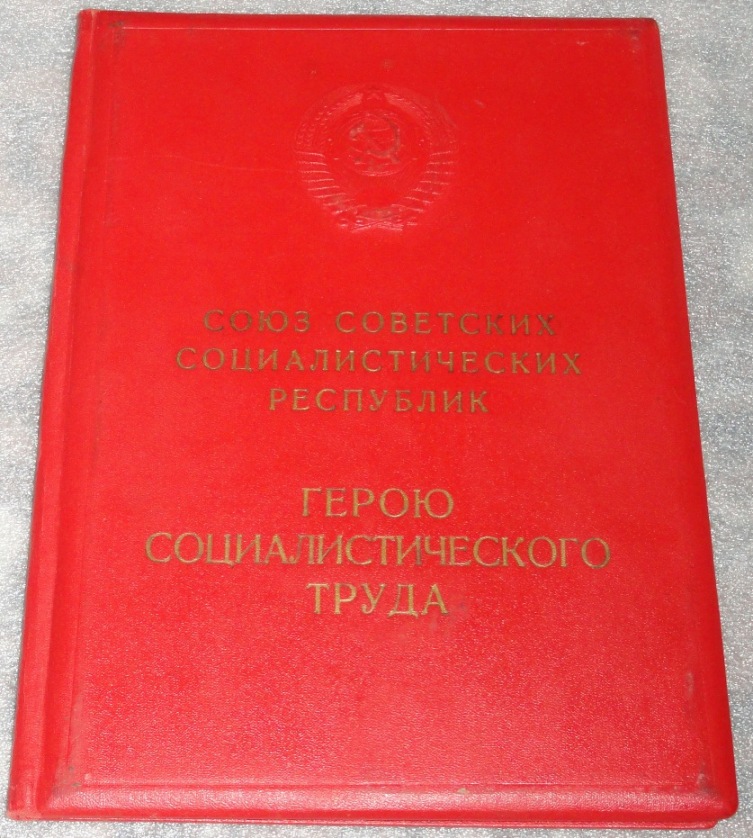 СОЮЗ СОВЕТСКИХ
СОЦИАЛИСТИЧЕСКИХ
РЕСПУБЛИК
ГЕРОЮ
СОЦИАЛИСТИЧЕСКОГО
ТРУДА